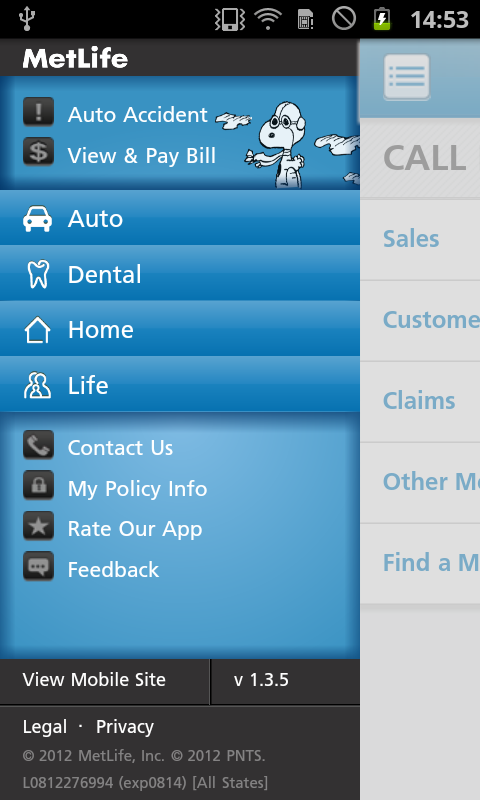 14:53
MetLife
Auto Accident
View & Pay Bill
Auto
Dental
Home
Life
Contact Us
My Policy Info
Rate Our App
Feedback
View Mobile Site
v 1.3.5
Legal · Privacy
© 2012 MetLife, Inc. © 2012 PNTS.
L0812276994 (exp0814) [All States]
CALL
Sales
Custome
Claims
Other M
Find a M